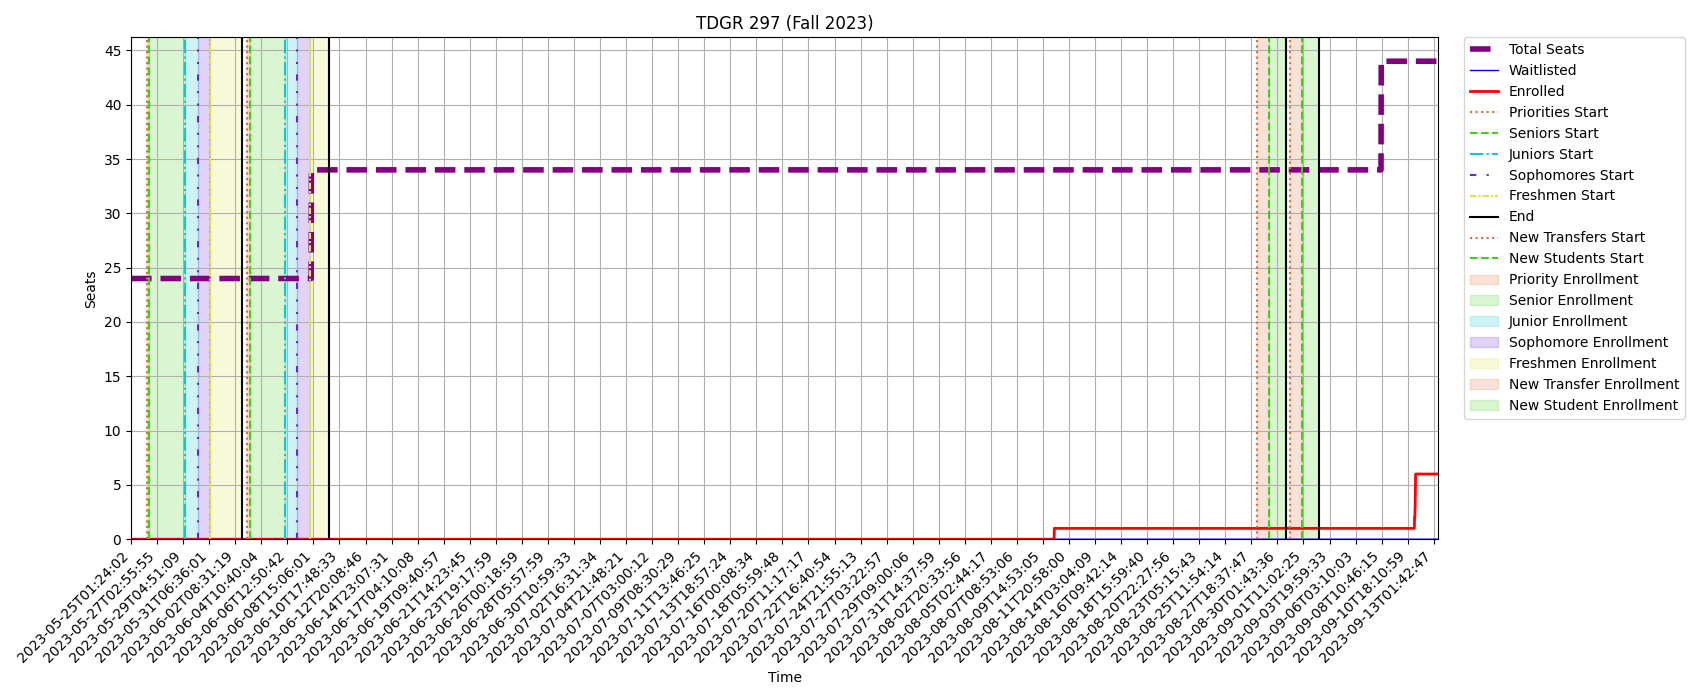 TDGR 297 (Fall 2023)
Seats
45
40
35
30
25
20
15
10
5
0
2023-05-25T01:24:02
2023-05-27T02:55:55
2023-05-29T04:51:09
2023-05-31T06:36:01
2023-06-02T08:31:19
2023-06-04T10:40:04
2023-06-06T12:50:42
2023-06-08T15:06:01
2023-06-10T17:48:33
2023-06-12T20:08:46
2023-06-14T23:07:31
2023-06-17T04:10:08
2023-06-19T09:40:57
2023-06-21T14:23:45
2023-06-23T19:17:59
2023-06-26T00:18:59
2023-06-28T05:57:59
2023-06-30T10:59:33
2023-07-02T16:31:34
2023-07-04T21:48:21
2023-07-07T03:00:12
2023-07-09T08:30:29
2023-07-11T13:46:25
2023-07-13T18:57:24
2023-07-16T00:08:34
2023-07-18T05:59:48
2023-07-20T11:17:17
2023-07-22T16:40:54
2023-07-24T21:55:13
2023-07-27T03:22:57
2023-07-29T09:00:06
2023-07-31T14:37:59
2023-08-02T20:33:56
2023-08-05T02:44:17
2023-08-07T08:53:06
2023-08-09T14:53:05
2023-08-11T20:58:00
2023-08-14T03:04:09
2023-08-16T09:42:14
2023-08-18T15:59:40
2023-08-20T22:27:56
2023-08-23T05:15:43
2023-08-25T11:54:14
2023-08-27T18:37:47
2023-08-30T01:43:36
2023-09-01T11:02:25
2023-09-03T19:59:33
2023-09-06T03:10:03
2023-09-08T10:46:15
2023-09-10T18:10:59
2023-09-13T01:42:47
Time
Total Seats
Waitlisted
Enrolled
Priorities Start
Seniors Start
Juniors Start
Sophomores Start
Freshmen Start
End
New Transfers Start
New Students Start
Priority Enrollment
Senior Enrollment
Junior Enrollment
Sophomore Enrollment
Freshmen Enrollment
New Transfer Enrollment
New Student Enrollment